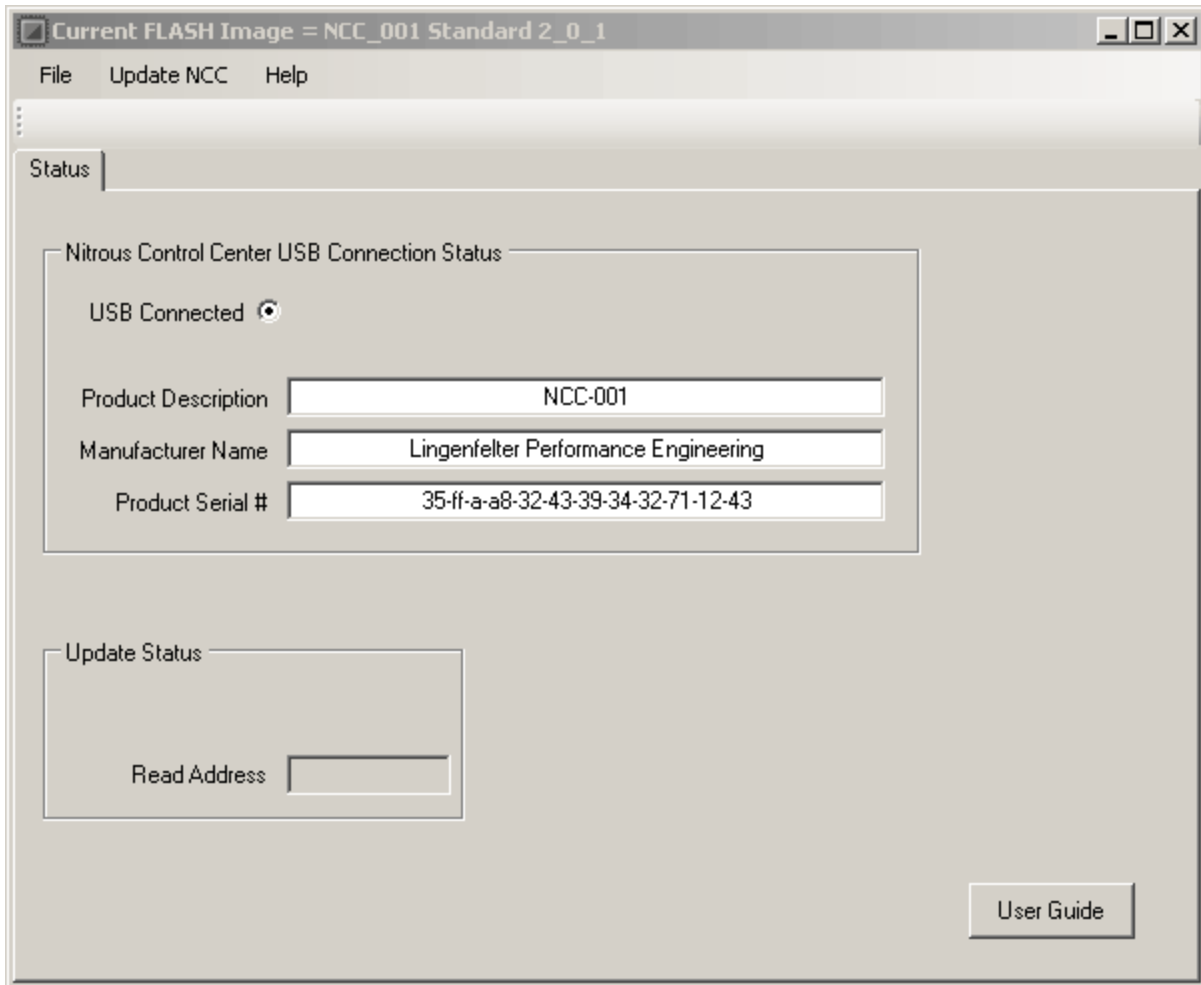 Current FLASH Image = NCC_001 Standard 2_0_1
File Update NCC Help
Status
Nitrous Control Center USB Connection Status
USB Connected
Product Description NCC-001
Manufacturer Name Lingenfelter Performance Engineering
Product Serial # 35-ff-a-a8-32-43-39-34-32-71-12-43
Update Status
Read Address
User Guide